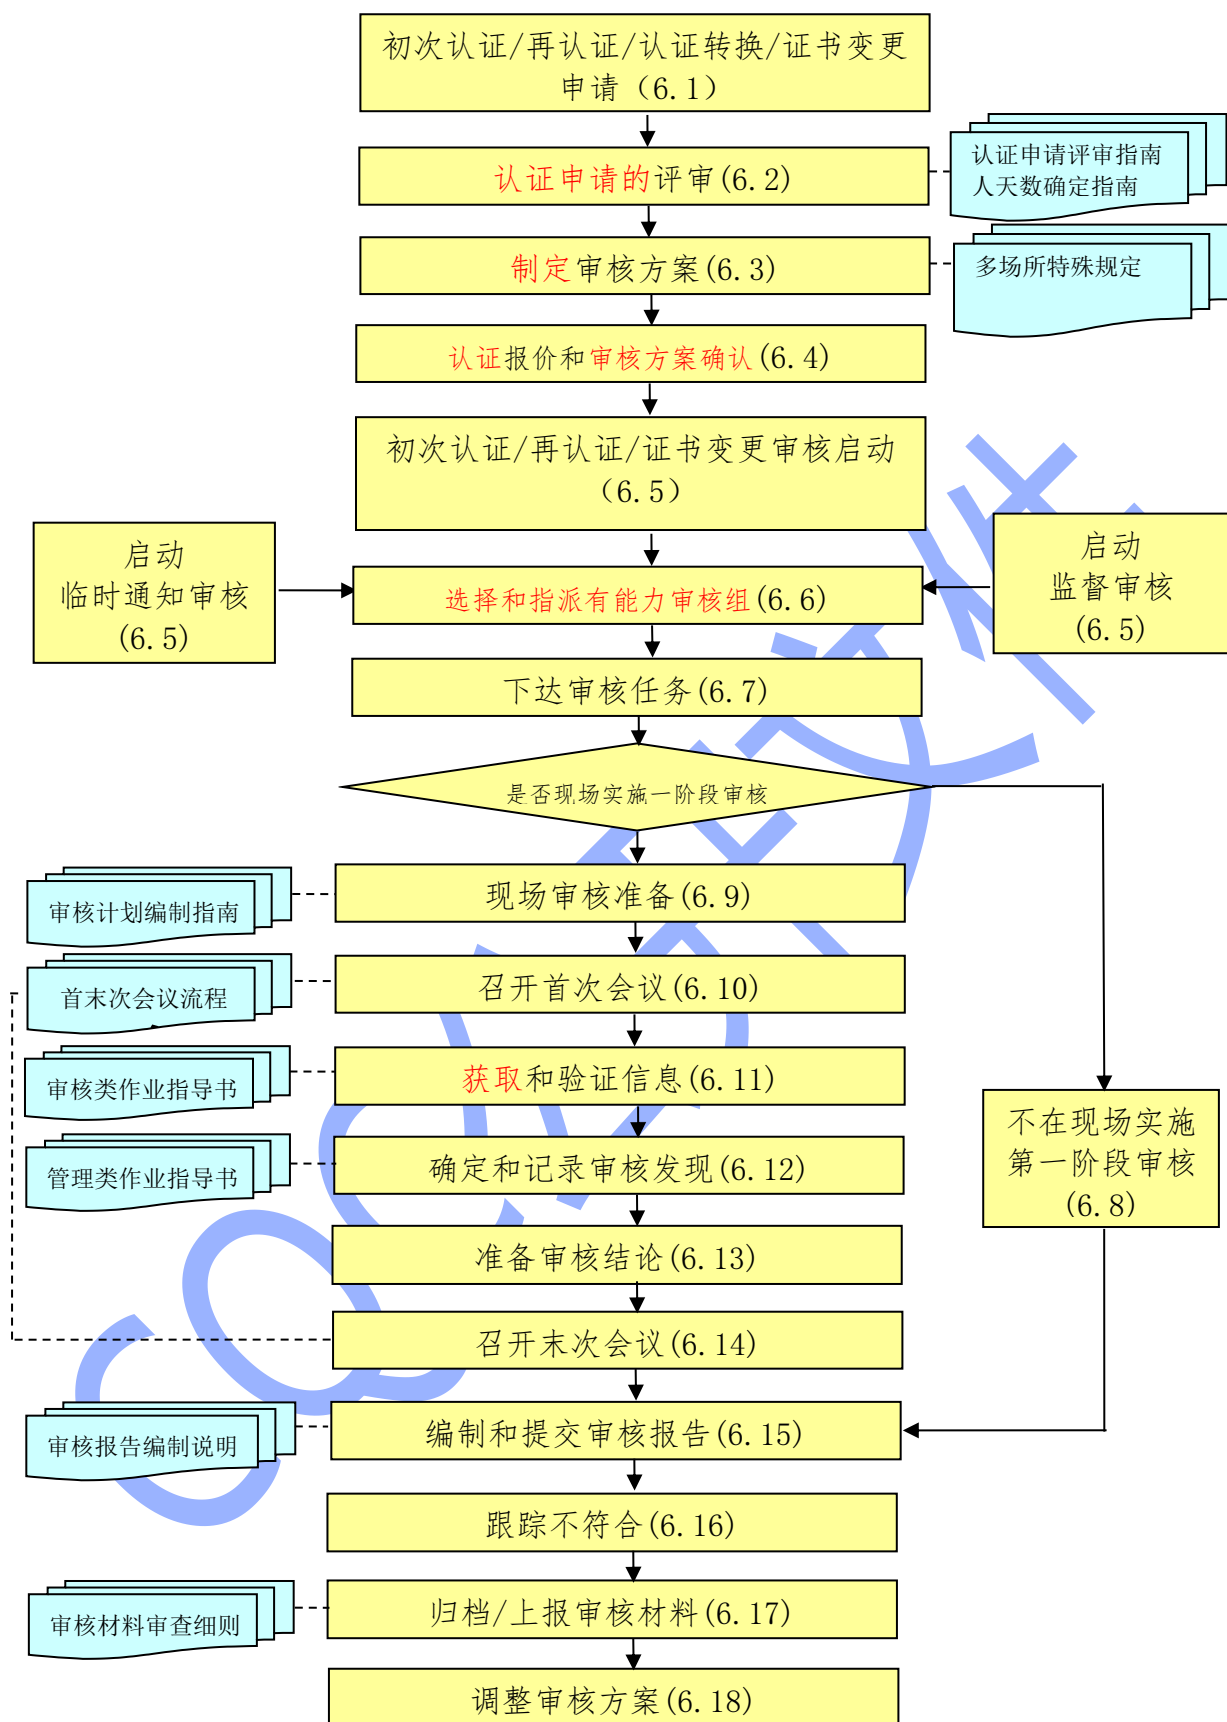 初次认证/再认证/认证转换/证书变更
申请（6.1）
认证申请的评审(6.2)
认证申请评审指南
人天数确定指南
制定审核方案(6.3)
多场所特殊规定
认证报价和审核方案确认(6.4)
初次认证/再认证/证书变更审核启动
（6.5）
启动
临时通知审核
(6.5)
选择和指派有能力审核组(6.6)
启动
监督审核
(6.5)
下达审核任务(6.7)
是否现场实施一阶段审核
审核计划编制指南
现场审核准备(6.9)
首末次会议流程
召开首次会议(6.10)
审核类作业指导书
获取和验证信息(6.11)
不在现场实施
第一阶段审核
(6.8)
管理类作业指导书
确定和记录审核发现(6.12)
准备审核结论(6.13)
召开末次会议(6.14)
审核报告编制说明
编制和提交审核报告(6.15)
跟踪不符合(6.16)
审核材料审查细则
归档/上报审核材料(6.17)
调整审核方案(6.18)